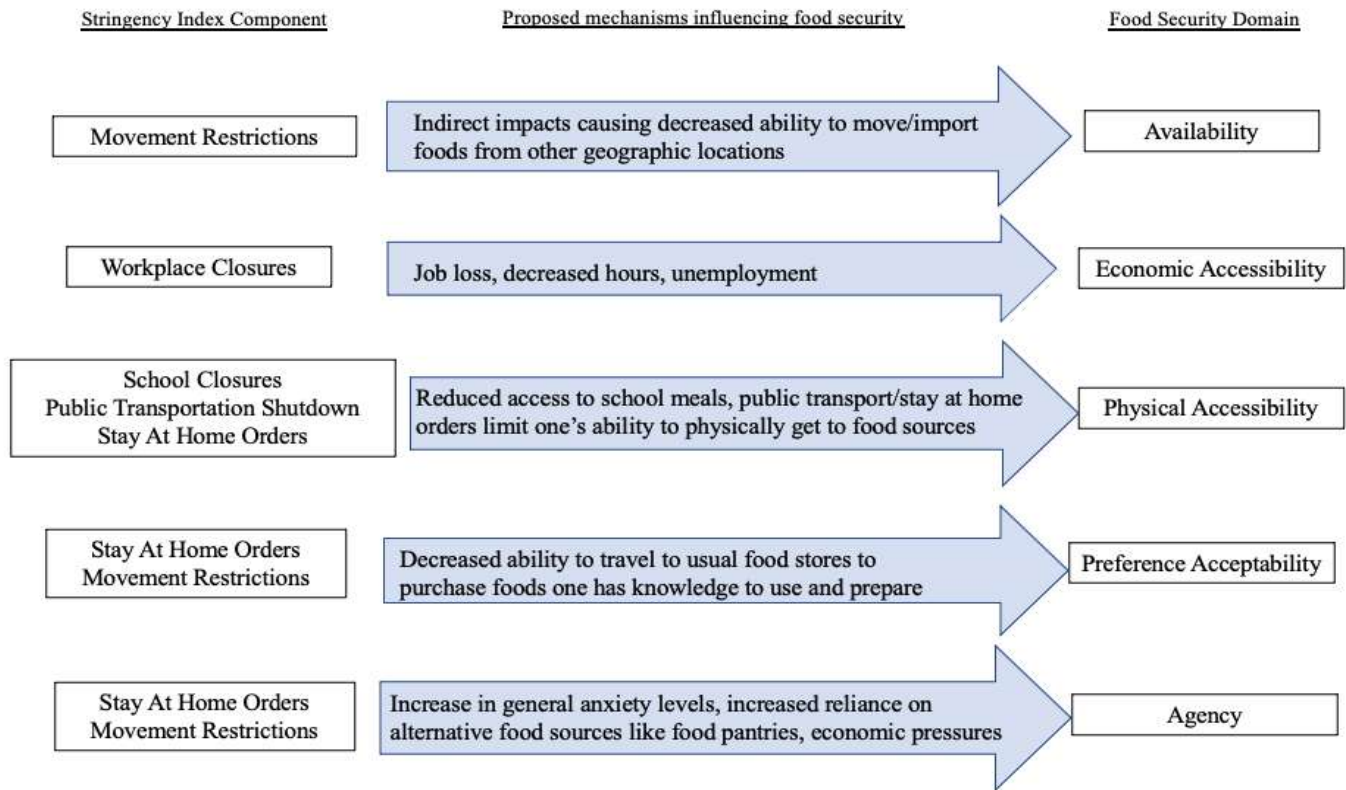 Stringency Index Component
Proposed mechanisms influencing food security
Food Security Domain
Movement Restrictions
Indirect impacts causing decreased ability to move/import
foods from other geographic locations
Availability
Workplace Closures
Job loss, decreased hours, unemployment
Economic Accessibility
School Closures
Public Transportation Shutdown
Stay At Home Orders
Reduced access to school meals, public transport/stay at home
orders limit one’s ability to physically get to food sources
Physical Accessibility
Stay At Home Orders
Movement Restrictions
Decreased ability to travel to usual food stores to
purchase foods one has knowledge to use and prepare
Preference Acceptability
Stay At Home Orders
Movement Restrictions
Increase in general anxiety levels, increased reliance on
alternative food sources like food pantries, economic pressures
Agency